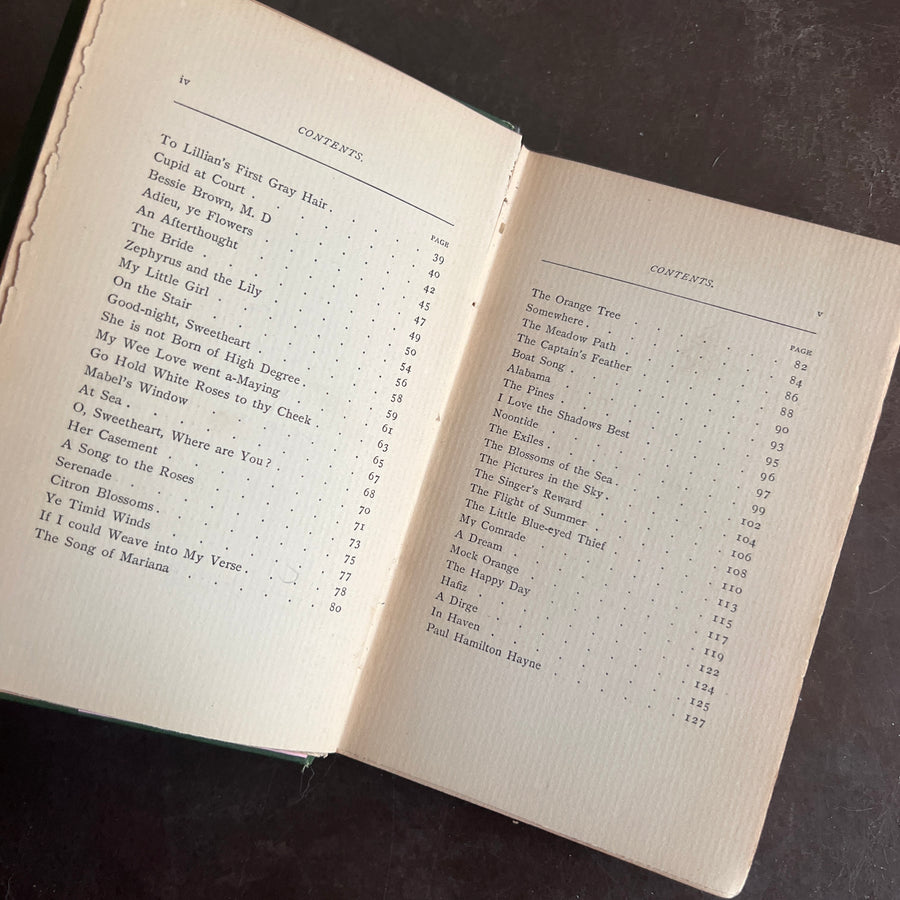 iv
CONTENTS.
PAGE
To Lillian's First Gray Hair . . . 39
Cupid at Court . . . 40
Bessie Brown, M. D . . . 42
Adieu, ye Flowers . . . 45
An Afterthought . . . 47
The Bride . . . 49
Zephyrus and the Lily . . . 50
My Little Girl . . . 54
On the Stair . . . 56
Good-night, Sweetheart . . . 58
She is not Born of High Degree . . . 59
My Wee Love went a-Maying . . . 61
Go Hold White Roses to thy Cheek . . . 63
Mabel's Window . . . 65
At Sea . . . 67
O, Sweetheart, Where are You? . . . 68
Her Casement . . . 70
A Song to the Roses . . . 71
Serenade . . . 73
Citron Blossoms . . . 75
Ye Timid Winds . . . 77
If I could Weave into My Verse . . . 78
The Song of Mariana . . . 80
CONTENTS.
v
PAGE
The Orange Tree . . . 82
Somewhere . . . 84
The Meadow Path . . . 86
The Captain's Feather . . . 88
Boat Song . . . 90
Alabama . . . 93
The Pines . . . 95
I Love the Shadows Best . . . 96
Noontide . . . 97
The Exiles . . . 99
The Blossoms of the Sea . . . 102
The Pictures in the Sky . . . 104
The Singer's Reward . . . 106
The Flight of Summer . . . 108
The Little Blue-eyed Thief . . . 110
My Comrade . . . 113
A Dream . . . 115
Mock Orange . . . 117
The Happy Day . . . 119
Hafiz . . . 122
A Dirge . . . 124
In Haven . . . 125
Paul Hamilton Hayne . . . 127